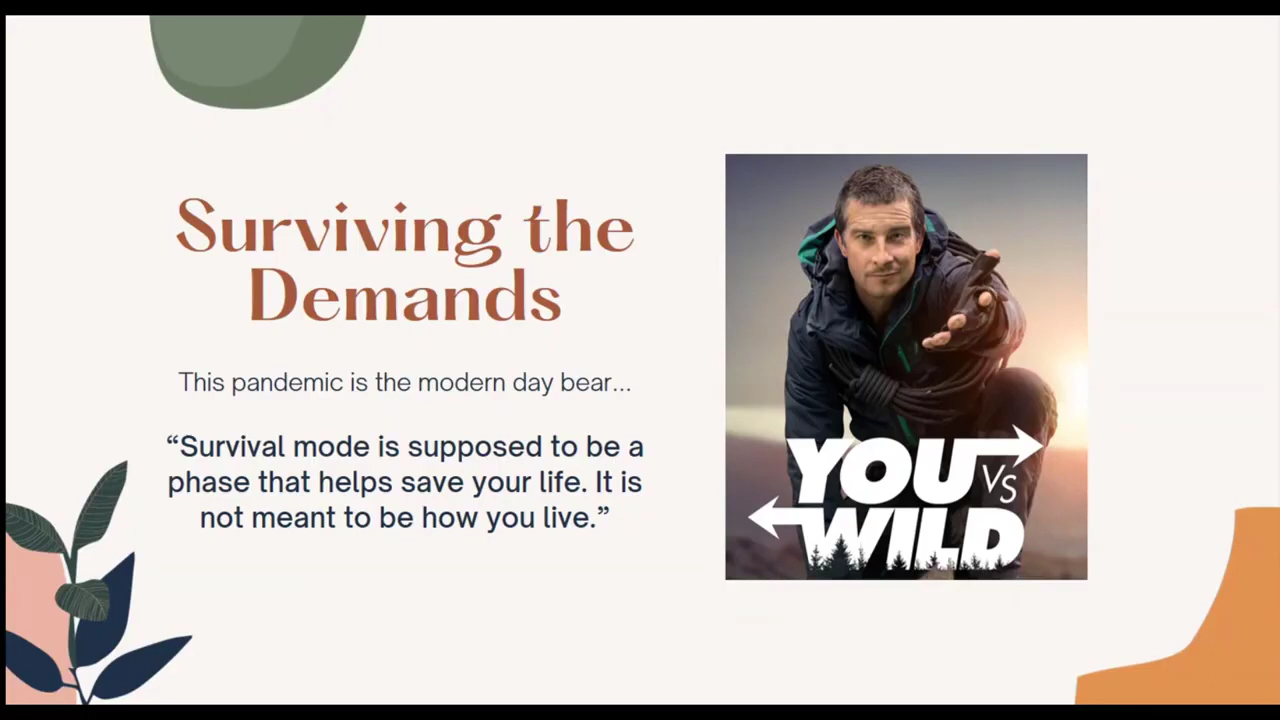 Surviving the
Demands
This pandemic is the modern day bear...
“Survival mode is supposed to be a
phase that helps save your life. It is
not meant to be how you live.”
YOU VS
WILD